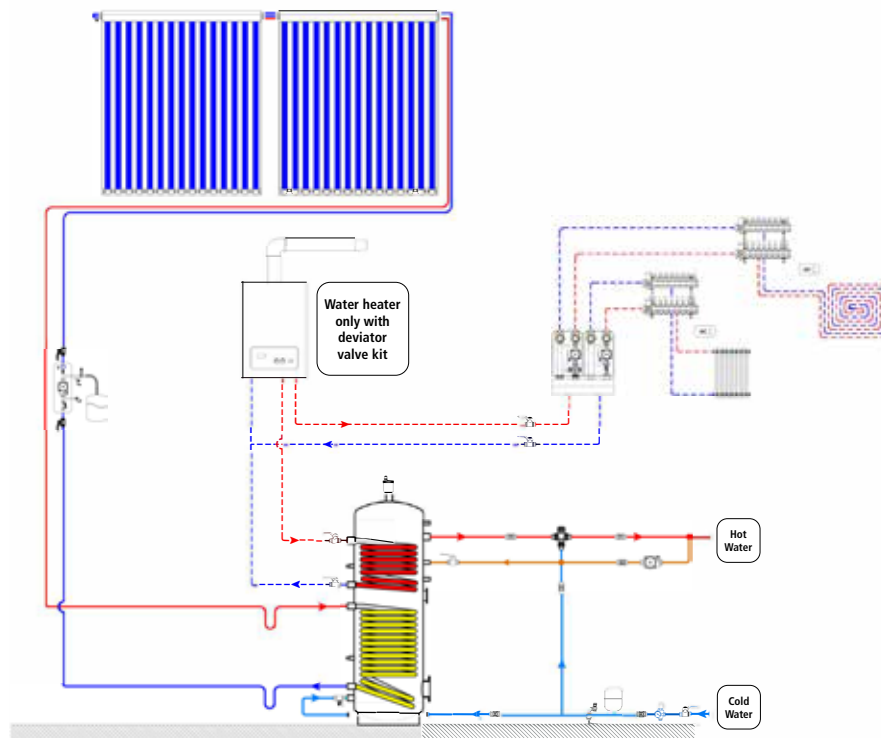 Water heater
only with
deviator
valve kit
Hot
Water
Cold
Water